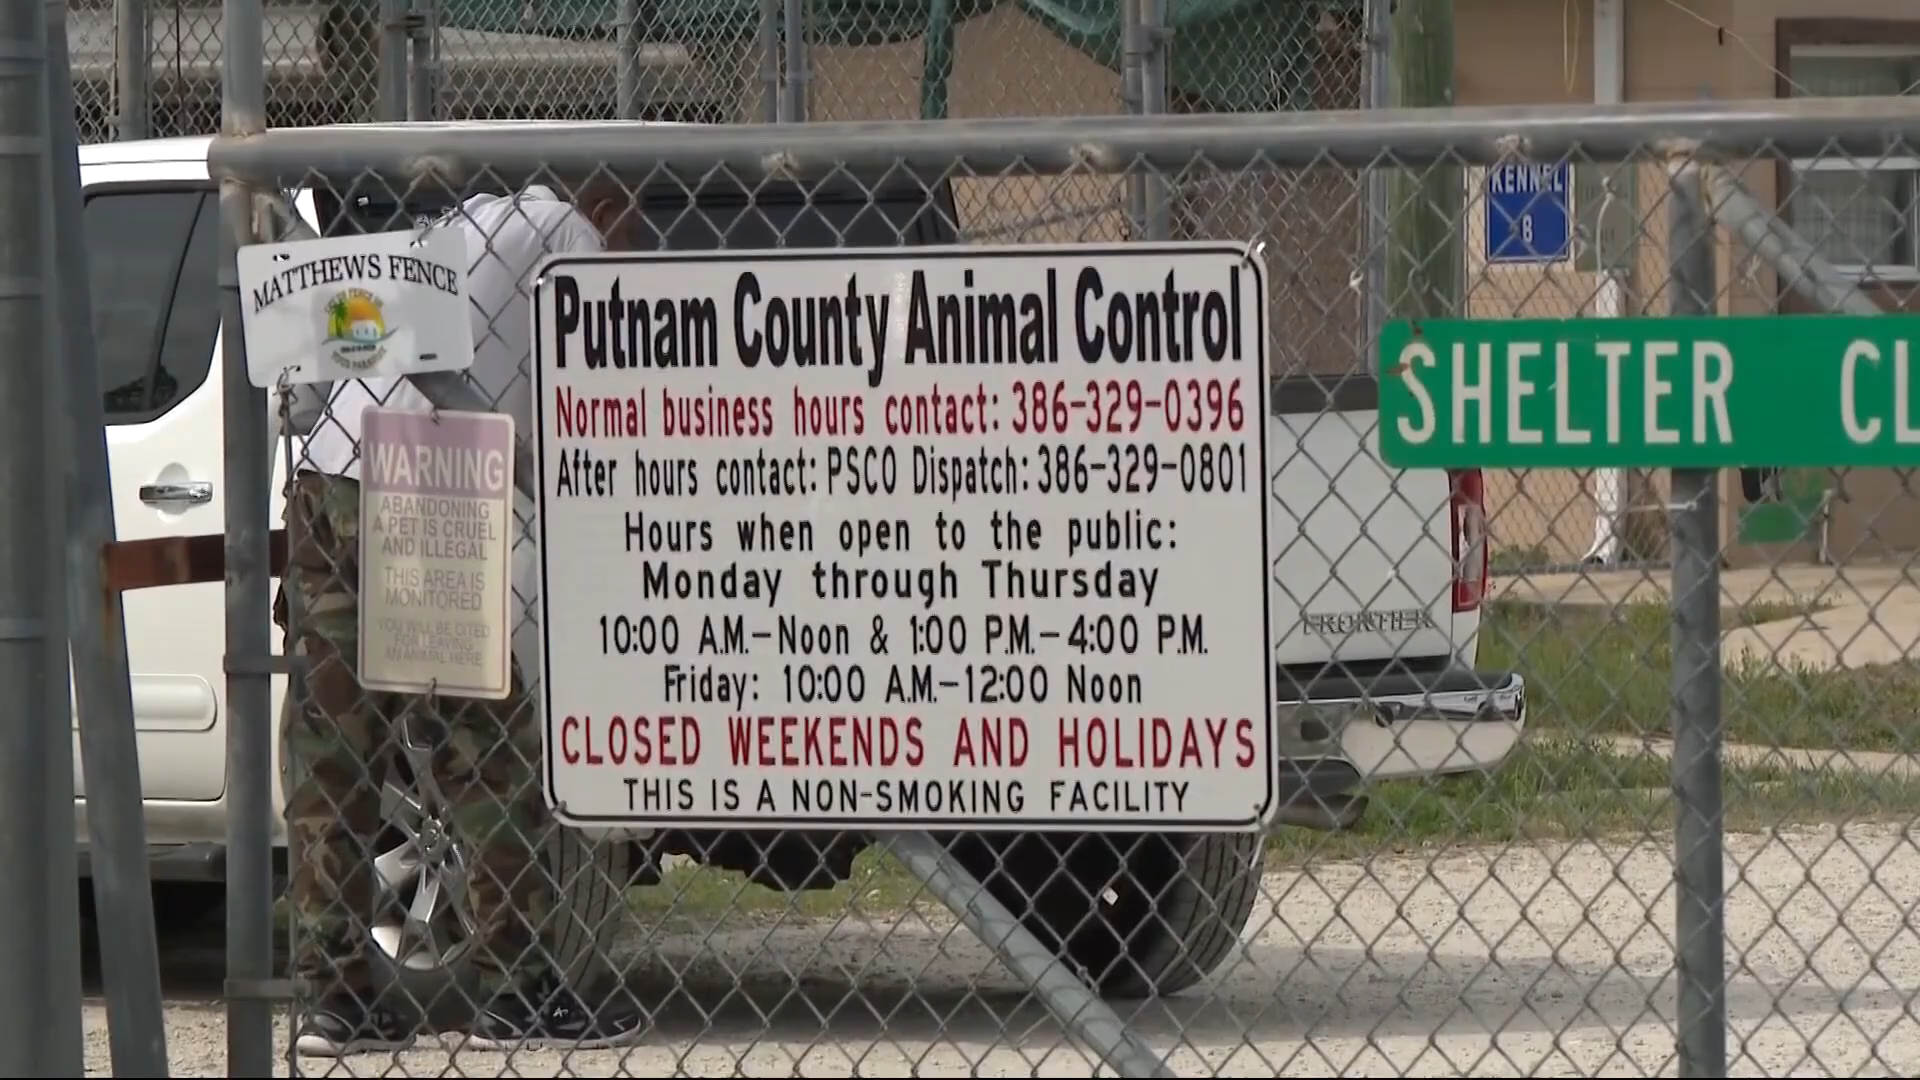 KENNEL
8
MATTHEWS FENCE
Putnam County Animal Control
Normal business hours contact: 386-329-0396
After hours contact: PSCO Dispatch: 386-329-0801
Hours when open to the public:
Monday through Thursday
10:00 A.M.-Noon & 1:00 P.M.-4:00 P.M.
Friday: 10:00 A.M.-12:00 Noon
CLOSED WEEKENDS AND HOLIDAYS
THIS IS A NON-SMOKING FACILITY
SHELTER CL
WARNING
ABANDONING
A PET IS CRUEL
AND ILLEGAL
THIS AREA IS
MONITORED
YOU WILL BE CITED
FOR LEAVING
AN ANIMAL HERE
FRONTIER